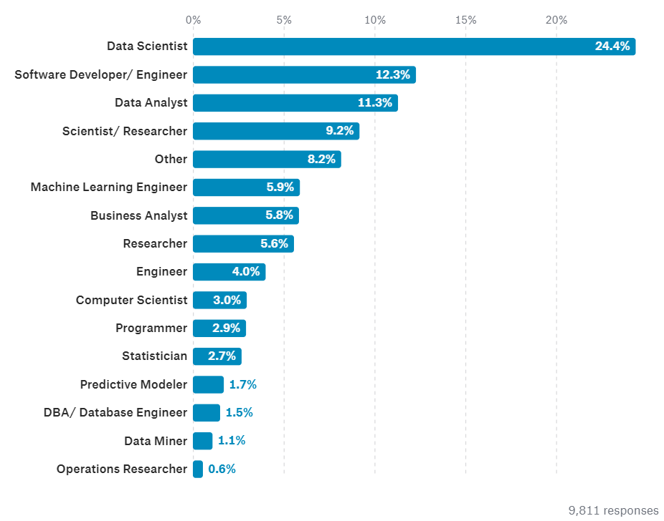 0% 5% 10% 15% 20%
Data Scientist 24.4%
Software Developer/ Engineer 12.3%
Data Analyst 11.3%
Scientist/ Researcher 9.2%
Other 8.2%
Machine Learning Engineer 5.9%
Business Analyst 5.8%
Researcher 5.6%
Engineer 4.0%
Computer Scientist 3.0%
Programmer 2.9%
Statistician 2.7%
Predictive Modeler 1.7%
DBA/ Database Engineer 1.5%
Data Miner 1.1%
Operations Researcher 0.6%
9,811 responses